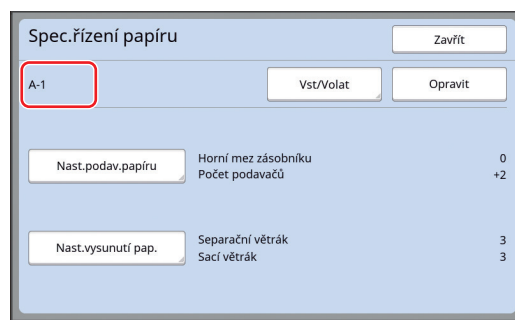 Spec.řízení papíru
Zavřít
A-1
Vst/Volat
Opravit
Nast.podav.papíru
Horní mez zásobníku 0
Počet podavačů +2
Nast.vysunutí pap.
Separační větrák 3
Sací větrák 3